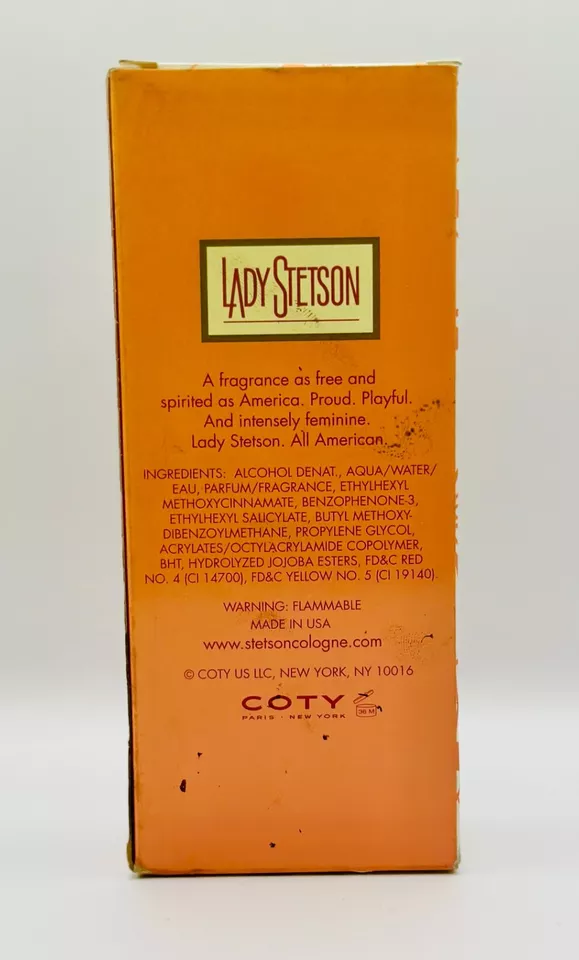 LADY STETSON
A fragrance as free and
spirited as America. Proud. Playful.
And intensely feminine.
Lady Stetson. All American.
INGREDIENTS: ALCOHOL DENAT., AQUA/WATER/
EAU, PARFUM/FRAGRANCE, ETHYLHEXYL
METHOXYCINNAMATE, BENZOPHENONE-3,
ETHYLHEXYL SALICYLATE, BUTYL METHOXY-
DIBENZOYLMETHANE, PROPYLENE GLYCOL,
ACRYLATES/OCTYLACRYLAMIDE COPOLYMER,
BHT, HYDROLYZED JOJOBA ESTERS, FD&C RED
NO. 4 (CI 14700), FD&C YELLOW NO. 5 (CI 19140).
WARNING: FLAMMABLE
MADE IN USA
www.stetsoncologne.com
© COTY US LLC, NEW YORK, NY 10016
COTY
PARIS · NEW YORK
36 M